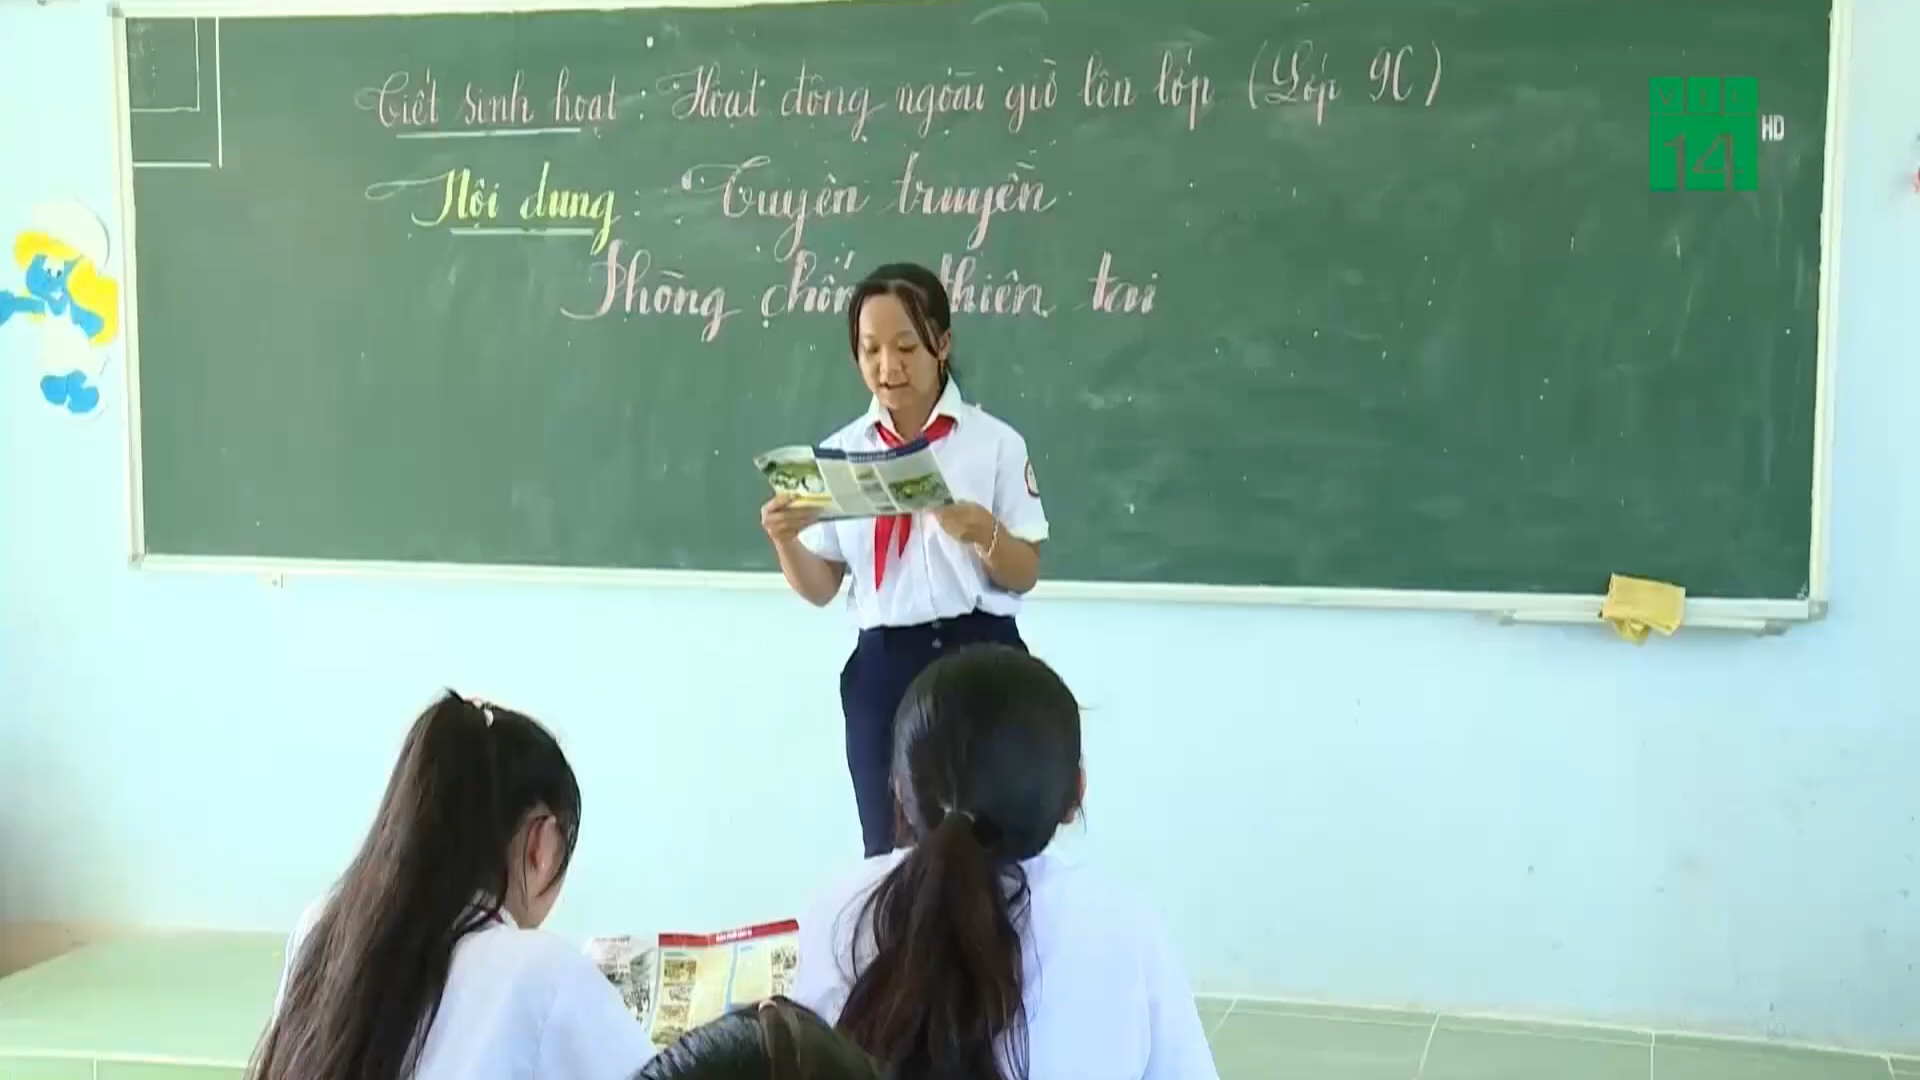 Tiết sinh hoạt : Hoạt động ngoài giờ lên lớp (Lớp 9C)
Nội dung : Tuyên truyền
Phòng chống thiên tai
VTC
14
HD